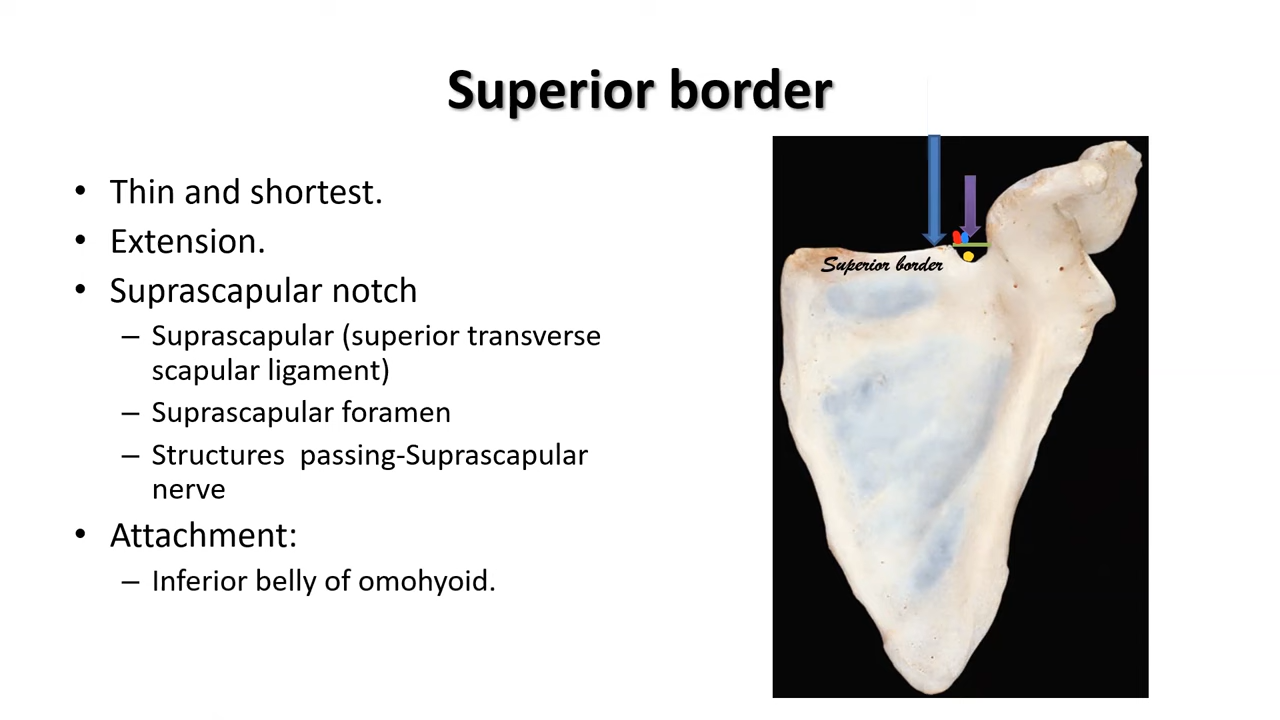 Superior border
• Thin and shortest.
• Extension.
• Suprascapular notch
– Suprascapular (superior transverse
scapular ligament)
– Suprascapular foramen
– Structures  passing-Suprascapular
nerve
• Attachment:
– Inferior belly of omohyoid.
Superior border